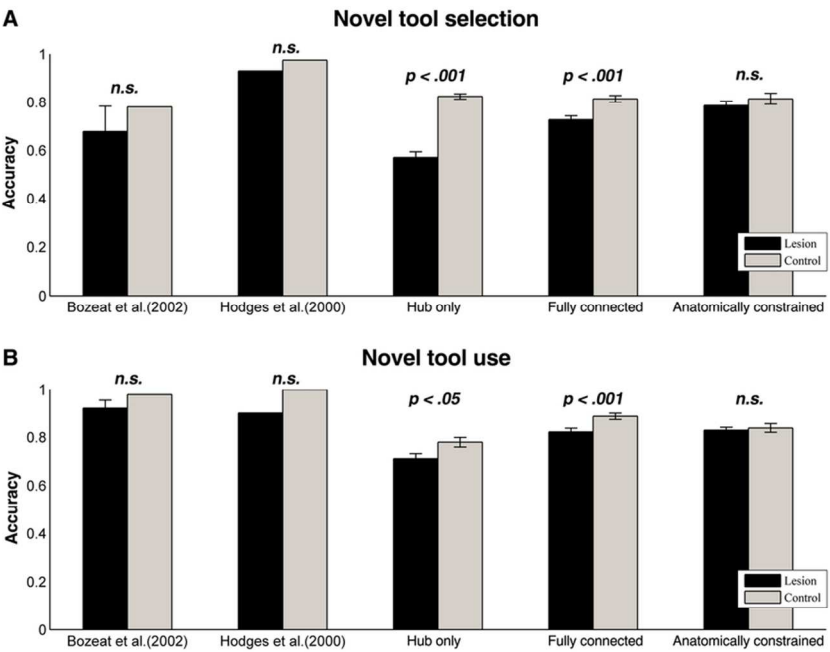 A
Novel tool selection
Accuracy
1
0.8
0.6
0.4
0.2
0
n.s.
n.s.
p < .001
p < .001
n.s.
Lesion
Control
Bozeat et al.(2002)
Hodges et al.(2000)
Hub only
Fully connected
Anatomically constrained
B
Novel tool use
Accuracy
1
0.8
0.6
0.4
0.2
0
n.s.
n.s.
p < .05
p < .001
n.s.
Lesion
Control
Bozeat et al.(2002)
Hodges et al.(2000)
Hub only
Fully connected
Anatomically constrained